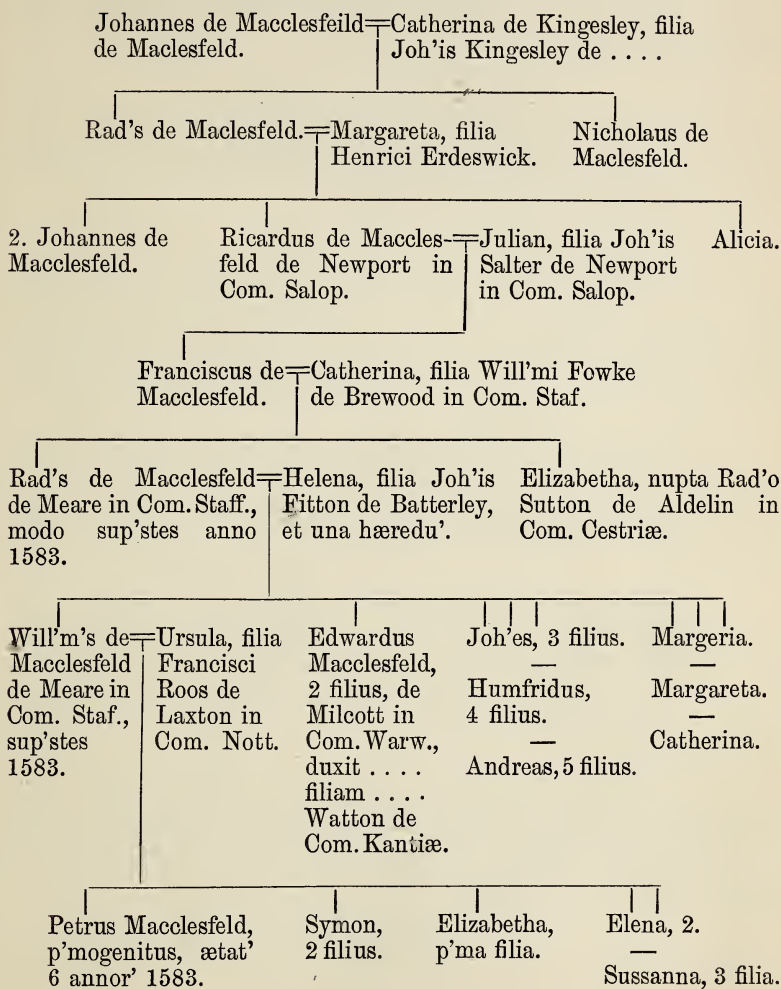 Johannes de Macclesfeild
de Maclesfeld.
Catherina de Kingesley, filia
Joh'is Kingesley de . . . .
Rad's de Maclesfeld.
Margareta, filia
Henrici Erdeswick.
Nicholaus de
Maclesfeld.
2. Johannes de
Macclesfeld.
Ricardus de Maccles-
feld de Newport in
Com. Salop.
Julian, filia Joh'is
Salter de Newport
in Com. Salop.
Alicia.
Franciscus de
Macclesfeld.
Catherina, filia Will'mi Fowke
de Brewood in Com. Staf.
Rad's de Macclesfeld
de Meare in Com. Staff.,
modo sup'stes anno
1583.
Helena, filia Joh'is
Fitton de Batterley,
et una hæredu'.
Elizabetha, nupta Rad'o
Sutton de Aldelin in
Com. Cestriæ.
Will'm's de
Macclesfeld
de Meare in
Com. Staf.,
sup'stes
1583.
Ursula, filia
Francisci
Roos de
Laxton in
Com. Nott.
Edwardus
Macclesfeld,
2 filius, de
Milcott in
Com. Warw.,
duxit . . . .
filiam . . . .
Watton de
Com. Kantiæ.
Joh'es, 3 filius.
—
Humfridus,
4 filius.
—
Andreas, 5 filius.
Margeria.
—
Margareta.
—
Catherina.
Petrus Macclesfeld,
p'mogenitus, ætat'
6 annor' 1583.
Symon,
2 filius.
Elizabetha,
p'ma filia.
Elena, 2.
—
Sussanna, 3 filia.